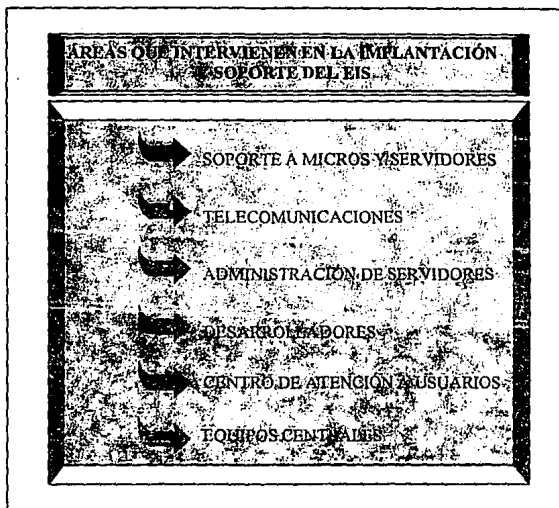 ÁREAS QUE INTERVIENEN EN LA IMPLANTACIÓN
Y SOPORTE DEL EIS
SOPORTE A MICROS Y SERVIDORES
TELECOMUNICACIONES
ADMINISTRACIÓN DE SERVIDORES
DESARROLLADORES
CENTRO DE ATENCIÓN A USUARIOS
EQUIPOS CENTRALES